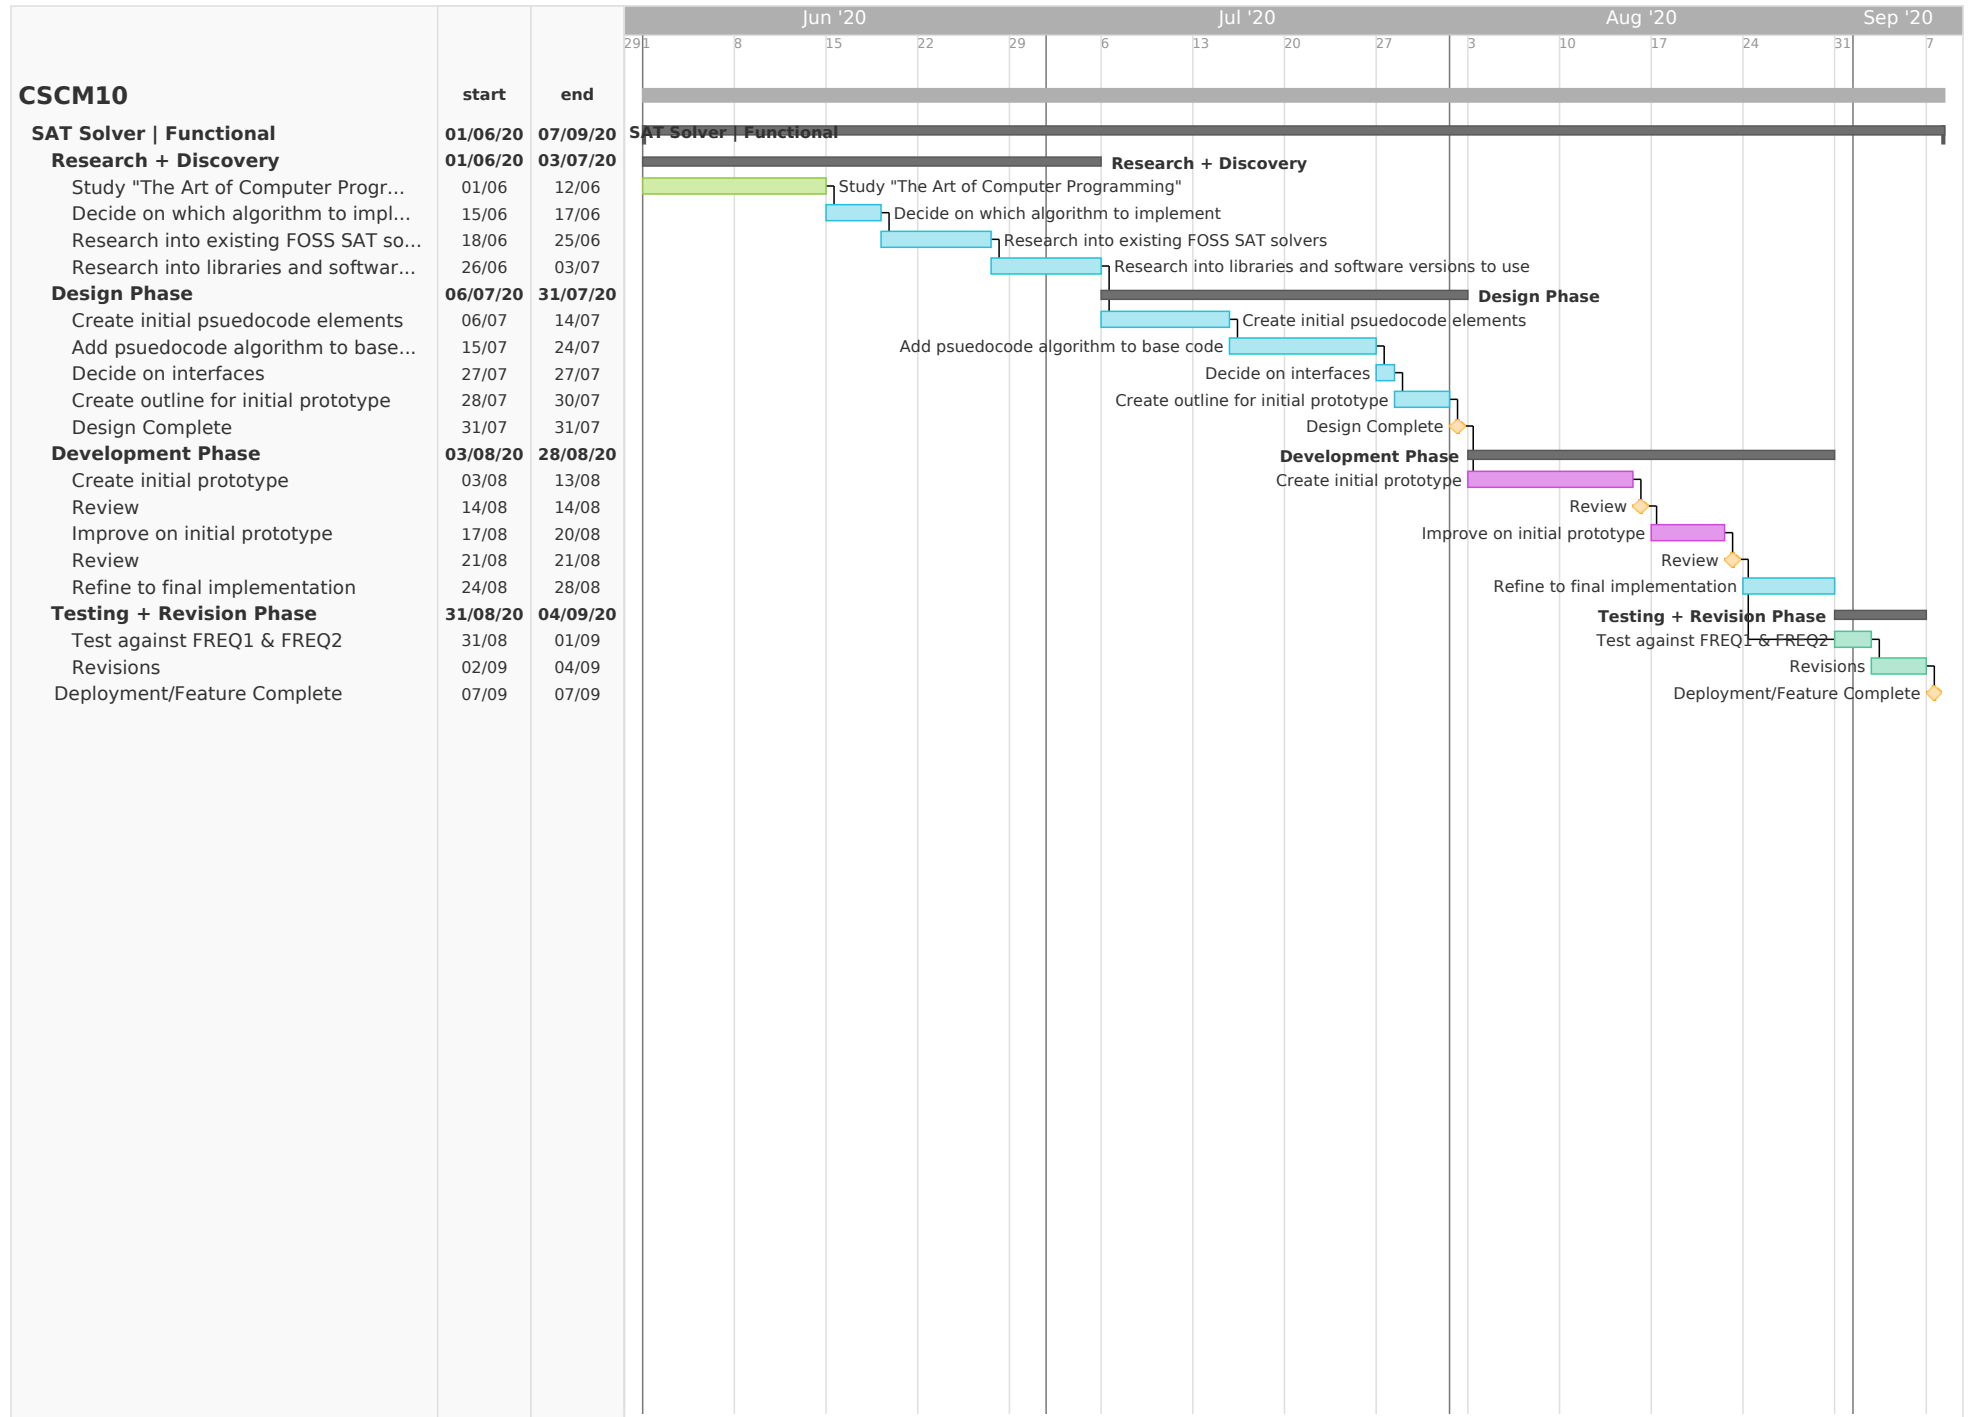 Jun '20 Jul '20 Aug '20 Sep '20
29 1 8 15 22 29 6 13 20 27 3 10 17 24 31 7
CSCM10 start end
SAT Solver | Functional 01/06/20 07/09/20 SAT Solver | Functional
Research + Discovery 01/06/20 03/07/20 Research + Discovery
Study "The Art of Computer Progr... 01/06 12/06 Study "The Art of Computer Programming"
Decide on which algorithm to impl... 15/06 17/06 Decide on which algorithm to implement
Research into existing FOSS SAT so... 18/06 25/06 Research into existing FOSS SAT solvers
Research into libraries and softwar... 26/06 03/07 Research into libraries and software versions to use
Design Phase 06/07/20 31/07/20 Design Phase
Create initial psuedocode elements 06/07 14/07 Create initial psuedocode elements
Add psuedocode algorithm to base... 15/07 24/07 Add psuedocode algorithm to base code
Decide on interfaces 27/07 27/07 Decide on interfaces
Create outline for initial prototype 28/07 30/07 Create outline for initial prototype
Design Complete 31/07 31/07 Design Complete
Development Phase 03/08/20 28/08/20 Development Phase
Create initial prototype 03/08 13/08 Create initial prototype
Review 14/08 14/08 Review
Improve on initial prototype 17/08 20/08 Improve on initial prototype
Review 21/08 21/08 Review
Refine to final implementation 24/08 28/08 Refine to final implementation
Testing + Revision Phase 31/08/20 04/09/20 Testing + Revision Phase
Test against FREQ1 & FREQ2 31/08 01/09 Test against FREQ1 & FREQ2
Revisions 02/09 04/09 Revisions
Deployment/Feature Complete 07/09 07/09 Deployment/Feature Complete